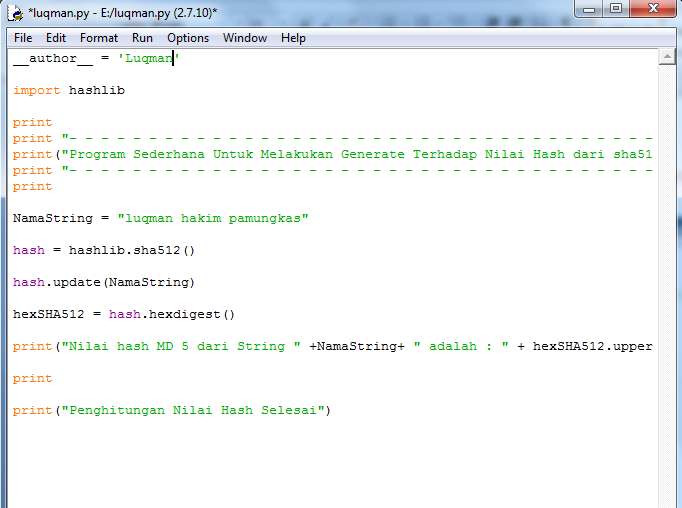 *luqman.py - E:/luqman.py (2.7.10)*
File Edit Format Run Options Window Help
__author__ = 'Luqman'
import hashlib
print
print "- - - - - - - - - - - - - - - - - - - - - - - - - - - - - - - - - - - - -
print("Program Sederhana Untuk Melakukan Generate Terhadap Nilai Hash dari sha51
print "- - - - - - - - - - - - - - - - - - - - - - - - - - - - - - - - - - - - -
print
NamaString = "luqman hakim pamungkas"
hash = hashlib.sha512()
hash.update(NamaString)
hexSHA512 = hash.hexdigest()
print("Nilai hash MD 5 dari String " +NamaString+ " adalah : " + hexSHA512.upper
print
print("Penghitungan Nilai Hash Selesai")